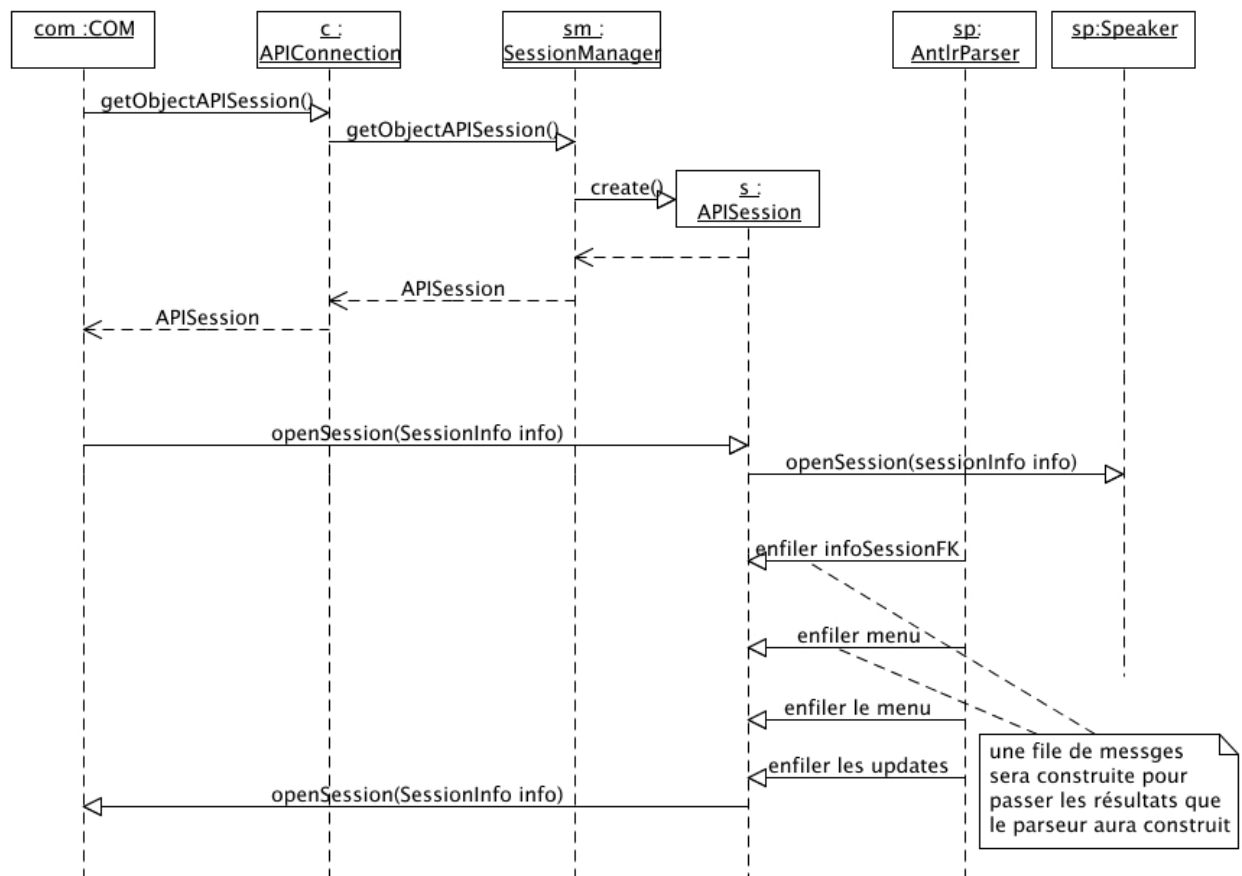 com :COM
c :
APIConnection
sm :
SessionManager
sp:
AntlrParser
sp:Speaker
getObjectAPISession()
getObjectAPISession()
create()
s :
APISession
APISession
APISession
openSession(SessionInfo info)
openSession(sessionInfo info)
enfiler infoSessionFK
enfiler menu
enfiler le menu
enfiler les updates
openSession(SessionInfo info)
une file de messges
sera construite pour
passer les résultats que
le parseur aura construit